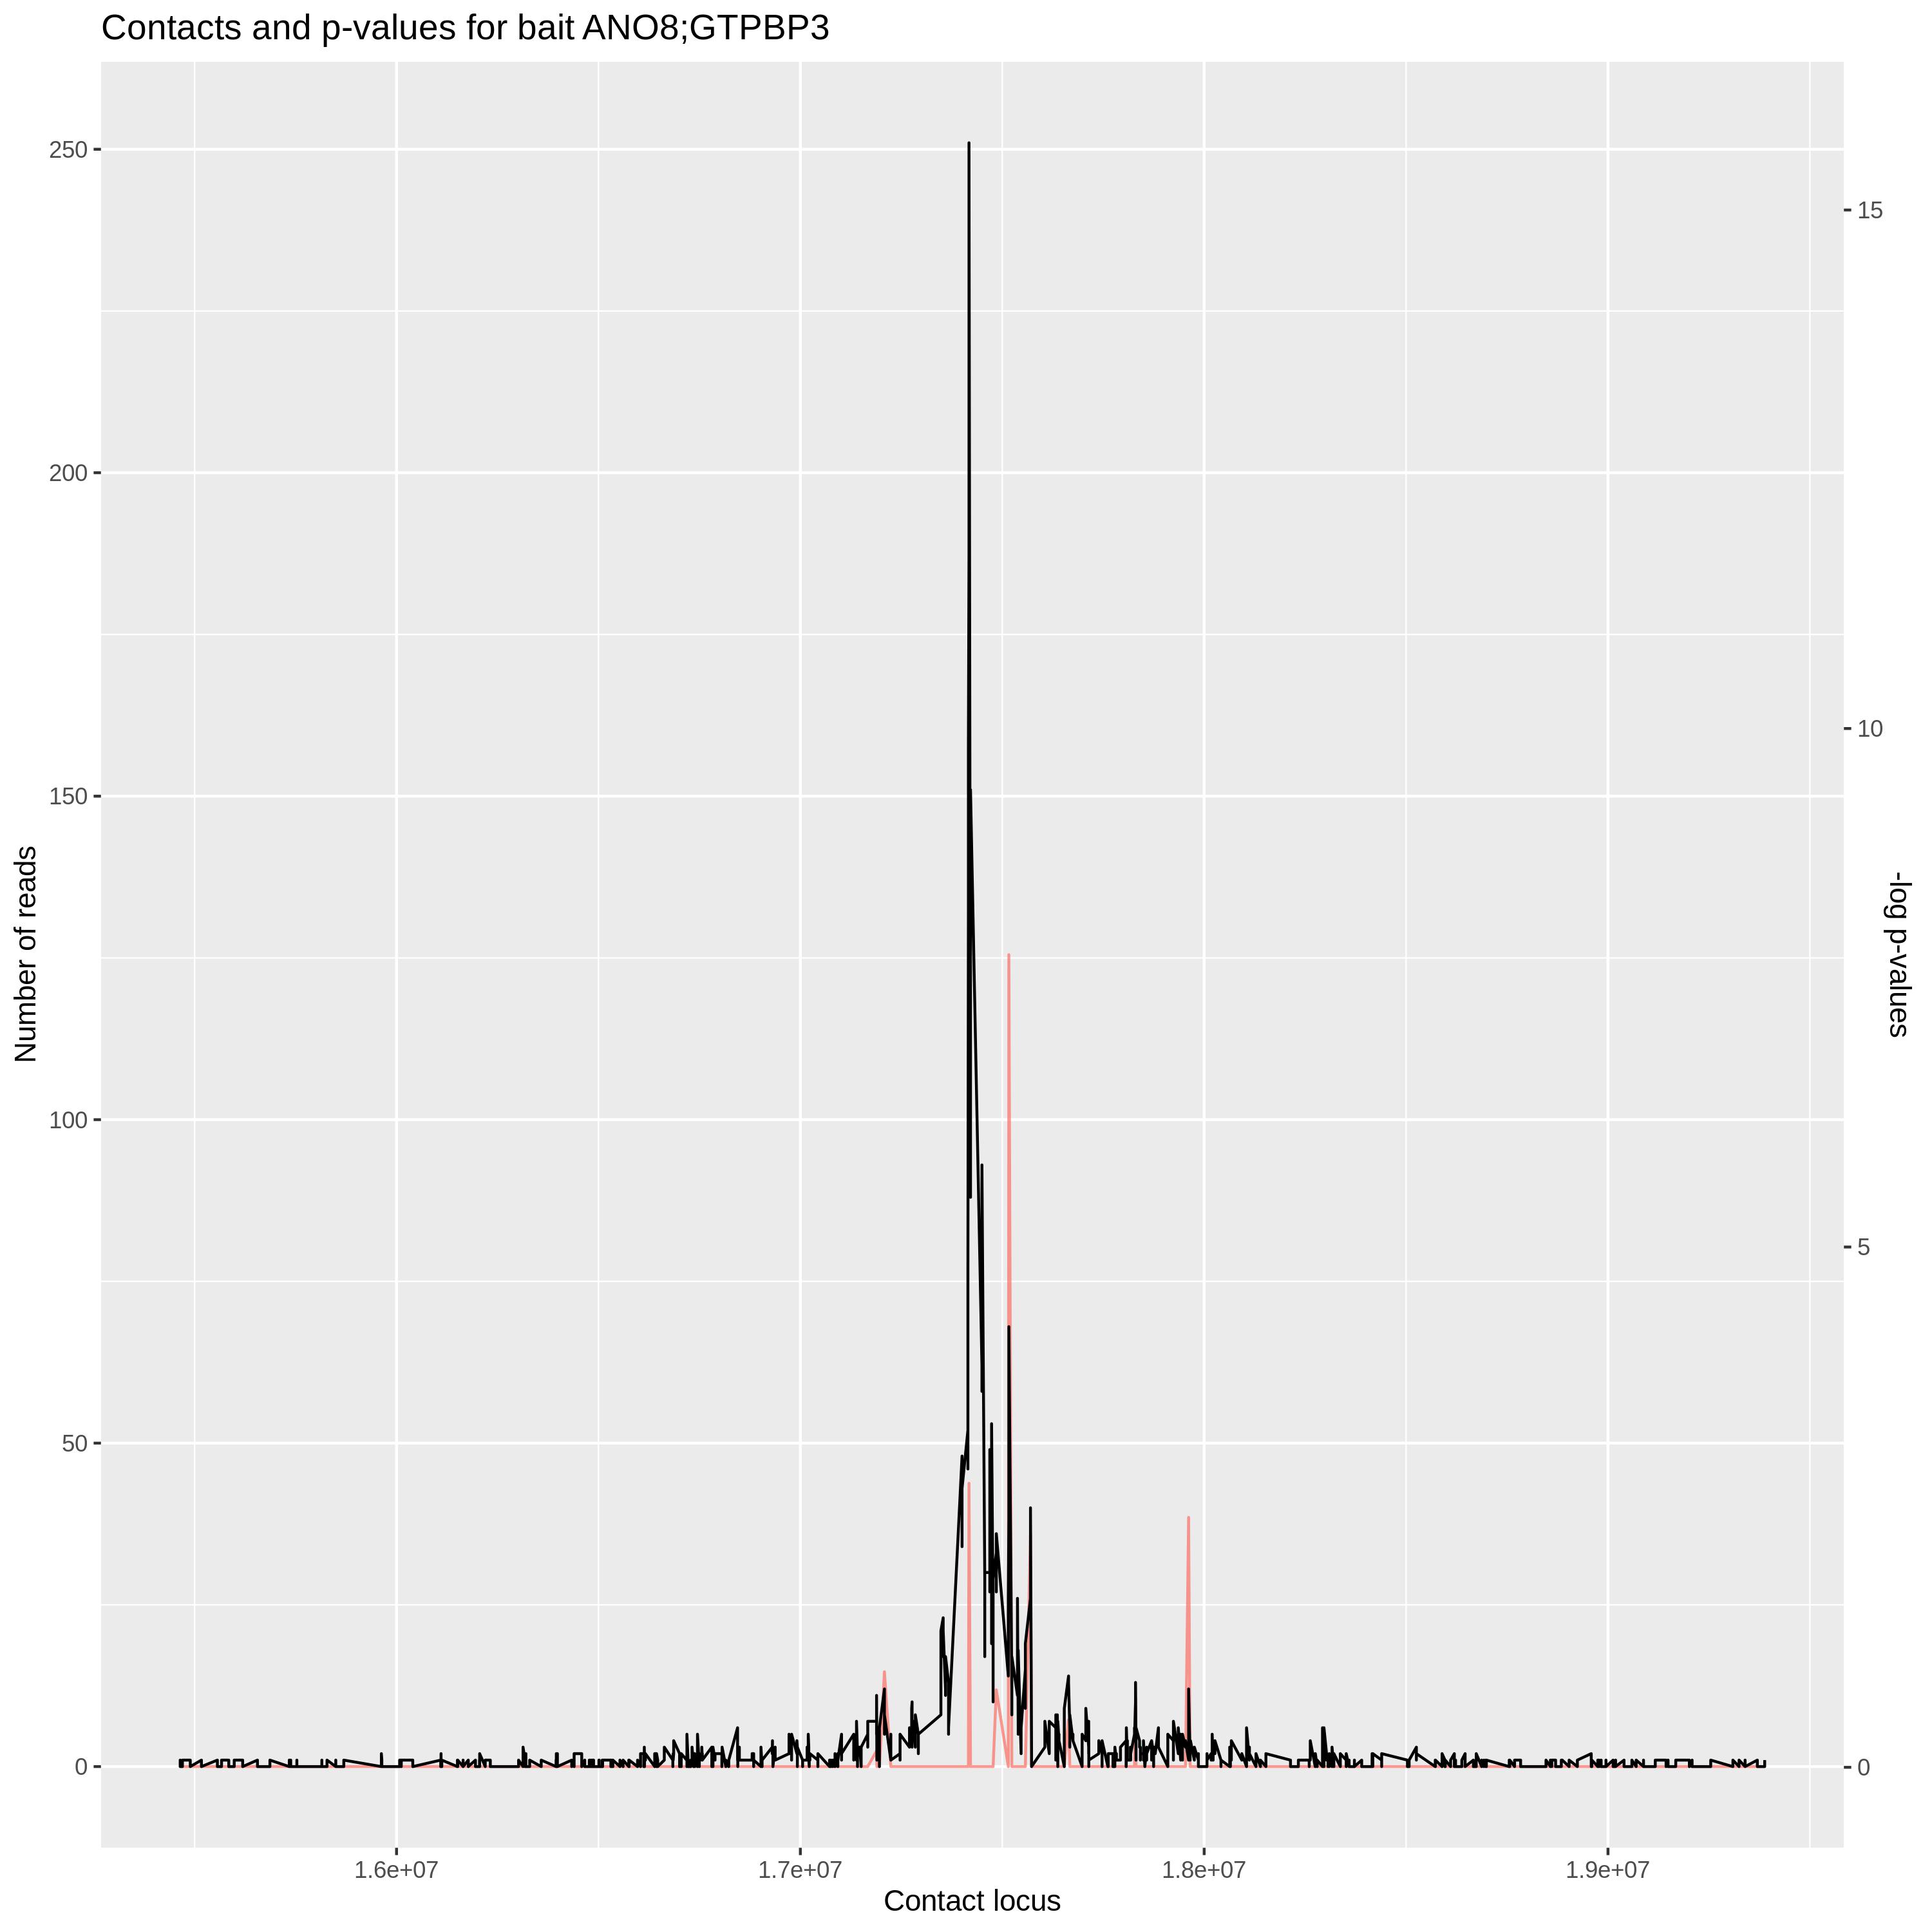 Contacts and p-values for bait ANO8;GTPBP3
250
200
150
100
50
0
Number of reads
15
10
5
0
-log p-values
1.6e+07
1.7e+07
1.8e+07
1.9e+07
Contact locus